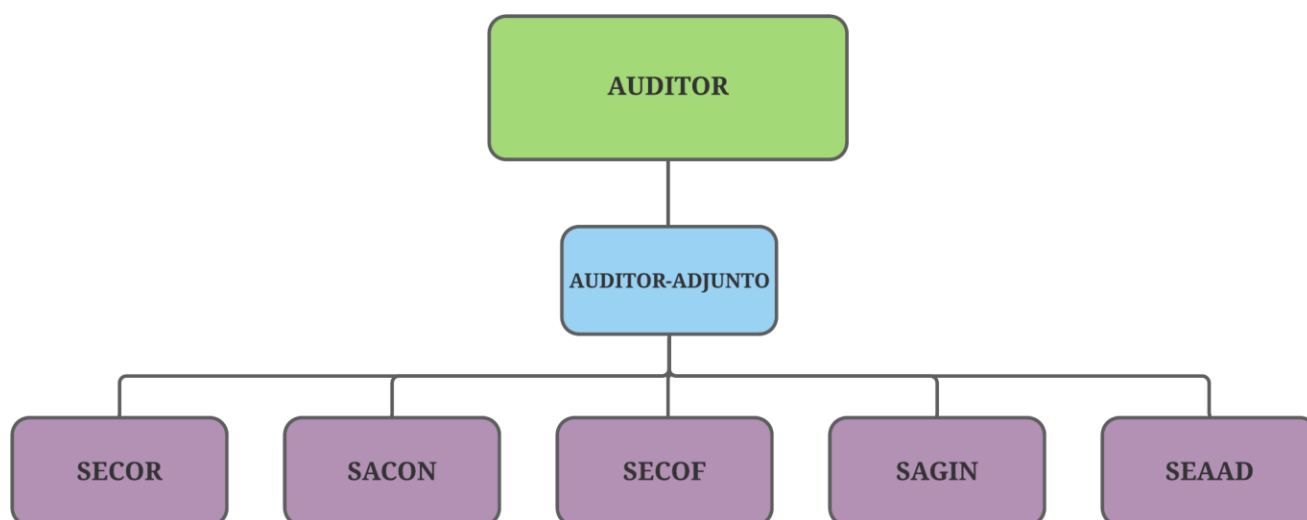 AUDITOR
AUDITOR-ADJUNTO
SECOR
SACON
SECOF
SAGIN
SEAAD